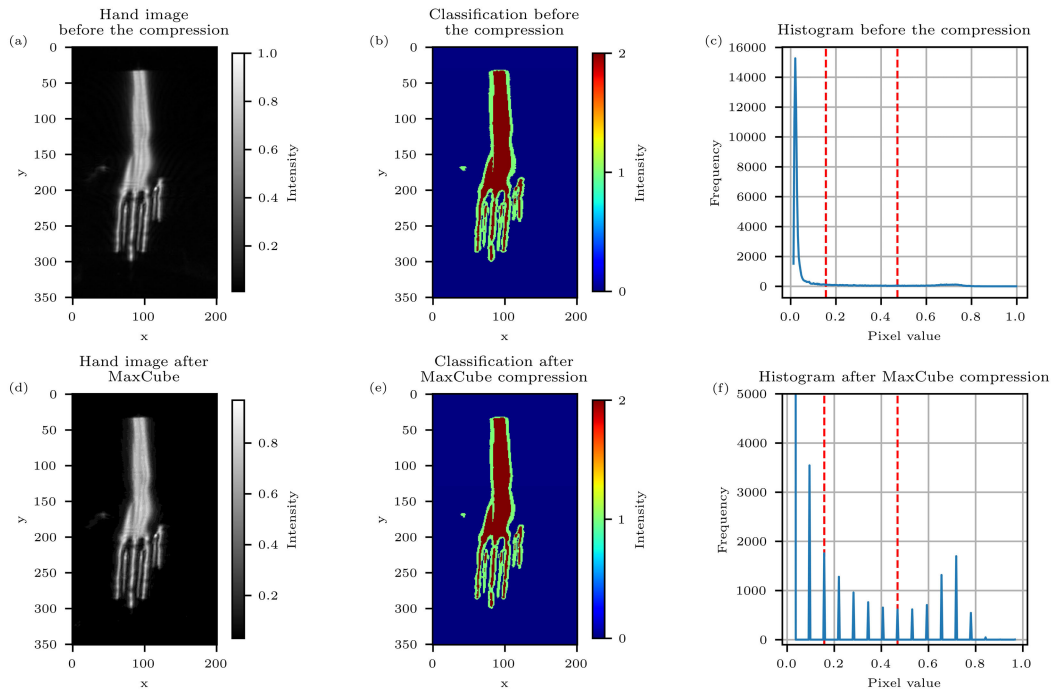 Hand image
before the compression
(a)
0
50
100
150
200
250
300
350
y
0
100
200
x
1.0
0.8
0.6
0.4
0.2
Intensity
Classification before
the compression
(b)
0
50
100
150
200
250
300
350
y
0
100
200
x
2
1
0
Intensity
Histogram before the compression
(c)
16000
14000
12000
10000
8000
6000
4000
2000
0
Frequency
0.0
0.2
0.4
0.6
0.8
1.0
Pixel value
Hand image after
MaxCube
(d)
0
50
100
150
200
250
300
350
y
0
100
200
x
0.8
0.6
0.4
0.2
Intensity
Classification after
MaxCube compression
(e)
0
50
100
150
200
250
300
350
y
0
100
200
x
2
1
0
Intensity
Histogram after MaxCube compression
(f)
5000
4000
3000
2000
1000
0
Frequency
0.0
0.2
0.4
0.6
0.8
1.0
Pixel value